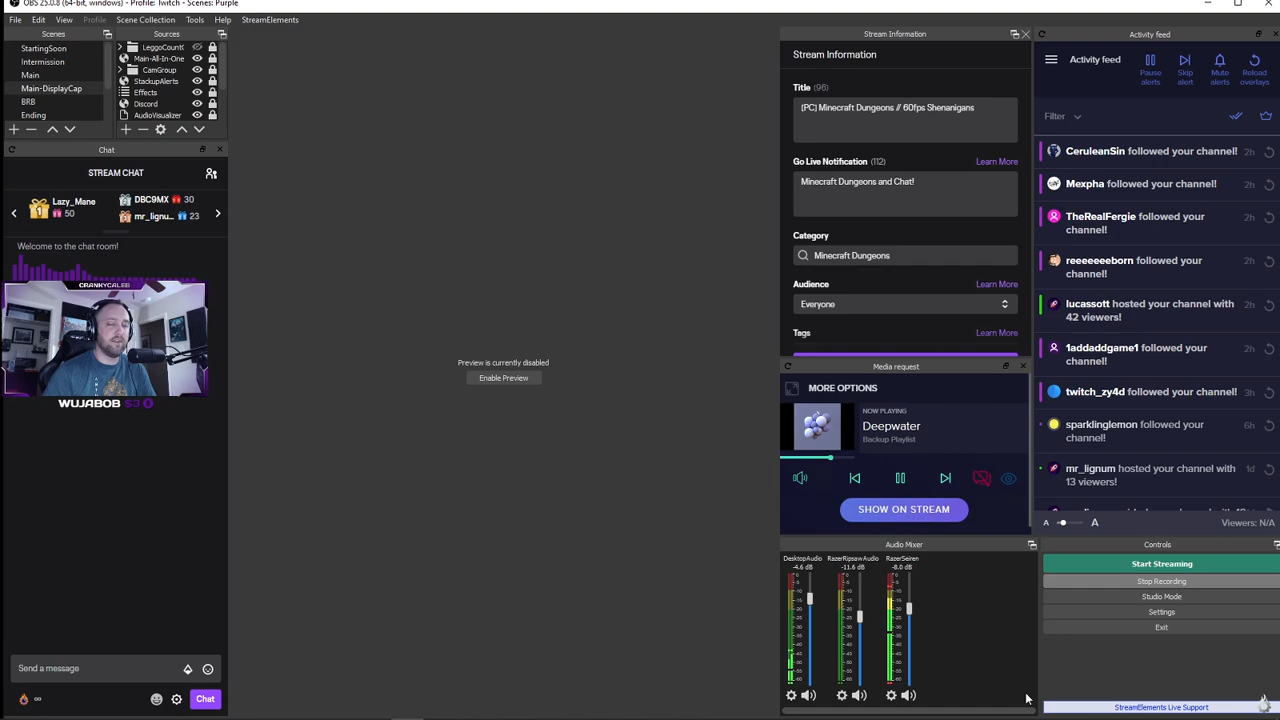 OBS 25.0.8 (64-bit, windows) - Profile: Twitch - Scenes: Purple
File Edit View Profile Scene Collection Tools Help StreamElements
Scenes
StartingSoon
Intermission
Main
Main-DisplayCap
BRB
Ending
Sources
LeggoCountK
Main-All-In-One
CamGroup
StackupAlerts
Effects
Discord
AudioVisualizer
Chat
STREAM CHAT
Lazy_Mane
50
DBC9MX 30
mr_lignu... 23
Welcome to the chat room!
CRANKYCALEB
WUJABOB S3
Send a message
Chat
Preview is currently disabled
Enable Preview
Stream Information
Stream Information
Title (96)
[PC] Minecraft Dungeons // 60fps Shenanigans
Go Live Notification (112) Learn More
Minecraft Dungeons and Chat!
Category
Minecraft Dungeons
Audience Learn More
Everyone
Tags Learn More
Media request
MORE OPTIONS
NOW PLAYING
Deepwater
Backup Playlist
SHOW ON STREAM
Audio Mixer
DesktopAudio RazerRipsawAudio RazerSeiren
-4.6 dB -11.6 dB -8.0 dB
Activity feed
Activity feed
Pause alerts
Skip alert
Mute alerts
Reload overlays
Filter
CeruleanSin followed your channel! 2h
Mexpha followed your channel! 2h
TheRealFergie followed your 2h
channel!
reeeeeeborn followed your 2h
channel!
lucassott hosted your channel with 2h
42 viewers!
1addaddgame1 followed your 2h
channel!
twitch_zy4d followed your channel! 3h
sparklinglemon followed your 6h
channel!
mr_lignum hosted your channel with 1d
13 viewers!
A A Viewers: N/A
Controls
Start Streaming
Stop Recording
Studio Mode
Settings
Exit
StreamElements Live Support